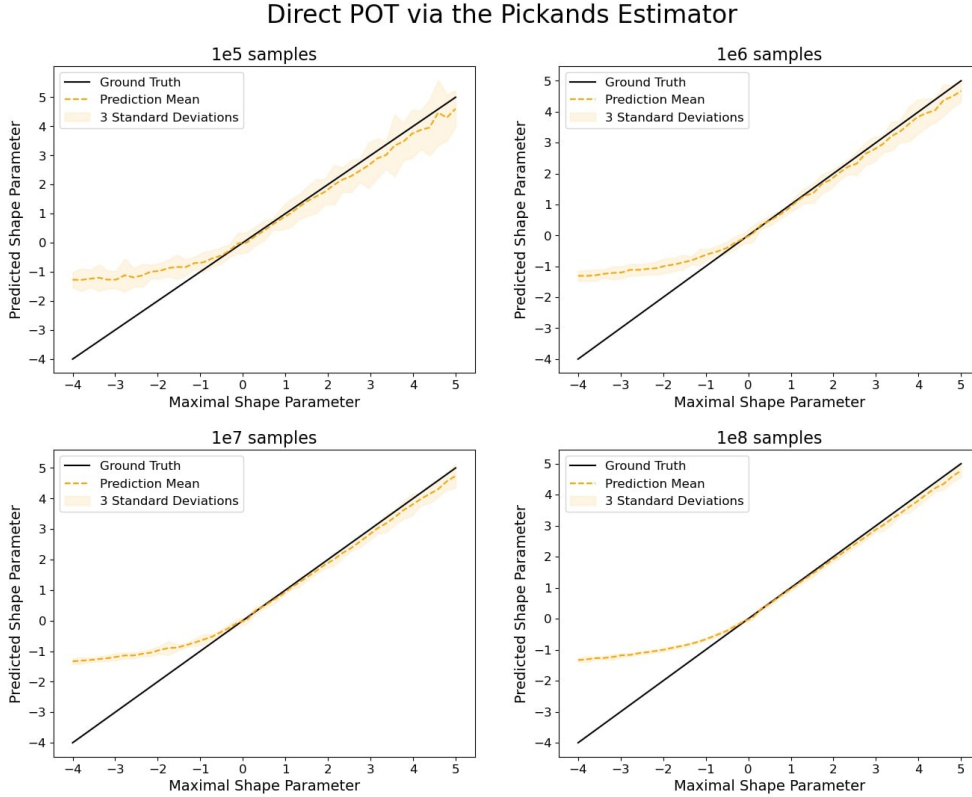 Direct POT via the Pickands Estimator
1e5 samples
Ground Truth
Prediction Mean
3 Standard Deviations
5
4
3
2
1
0
−1
−2
−3
−4
Predicted Shape Parameter
−4 −3 −2 −1 0 1 2 3 4 5
Maximal Shape Parameter
1e6 samples
Ground Truth
Prediction Mean
3 Standard Deviations
5
4
3
2
1
0
−1
−2
−3
−4
Predicted Shape Parameter
−4 −3 −2 −1 0 1 2 3 4 5
Maximal Shape Parameter
1e7 samples
Ground Truth
Prediction Mean
3 Standard Deviations
5
4
3
2
1
0
−1
−2
−3
−4
Predicted Shape Parameter
−4 −3 −2 −1 0 1 2 3 4 5
Maximal Shape Parameter
1e8 samples
Ground Truth
Prediction Mean
3 Standard Deviations
5
4
3
2
1
0
−1
−2
−3
−4
Predicted Shape Parameter
−4 −3 −2 −1 0 1 2 3 4 5
Maximal Shape Parameter